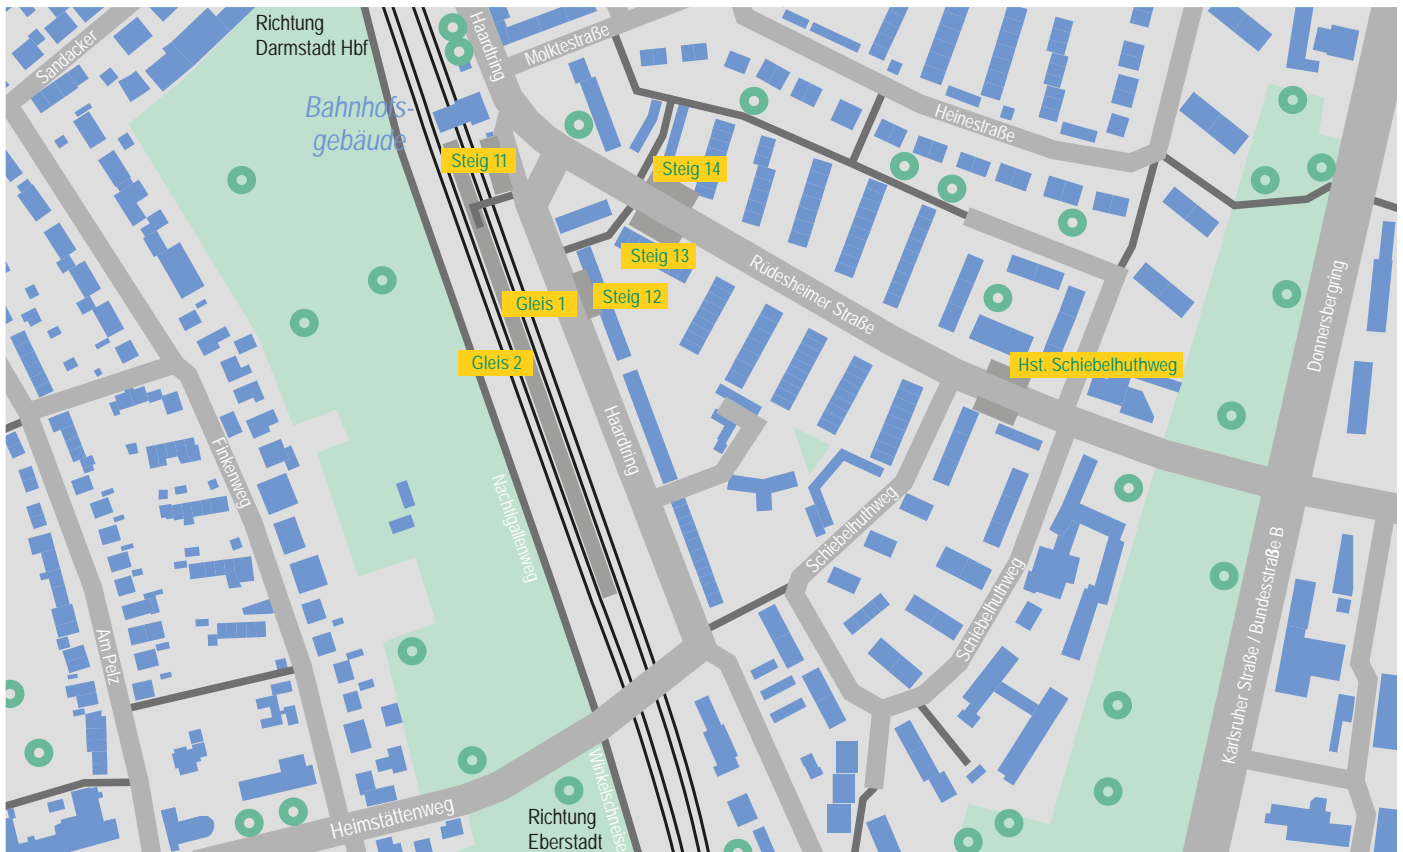 Richtung
Darmstadt Hbf
Haardtring
Molktestraße
Sandacker
Bahnhofs-
gebäude
Heinestraße
Steig 11
Steig 14
Steig 13
Steig 12
Gleis 1
Gleis 2
Rüdesheimer Straße
Donnersbergring
Hst. Schiebelhuthweg
Haardtring
Finkenweg
Nachtigallenweg
Schiebelhuthweg
Schiebelhuthweg
Karlsruher Straße / Bundesstraße B
Am Pelz
Winkelschneise
Heimstättenweg
Richtung
Eberstadt